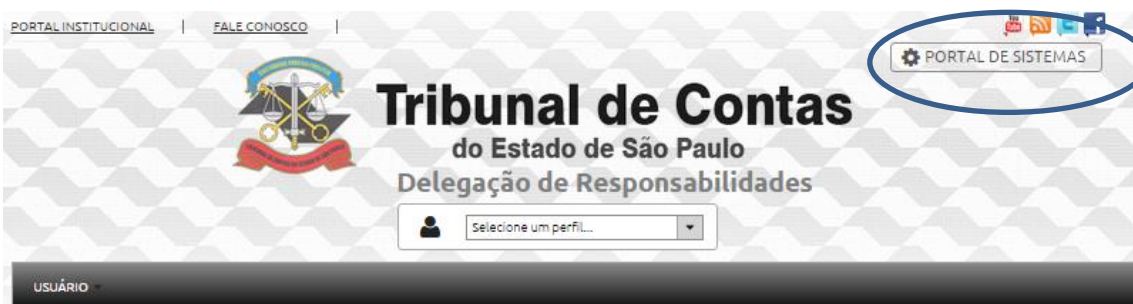 PORTAL INSTITUCIONAL | FALE CONOSCO |
PORTAL DE SISTEMAS
Tribunal de Contas
do Estado de São Paulo
Delegação de Responsabilidades
Selecione um perfil...
USUÁRIO